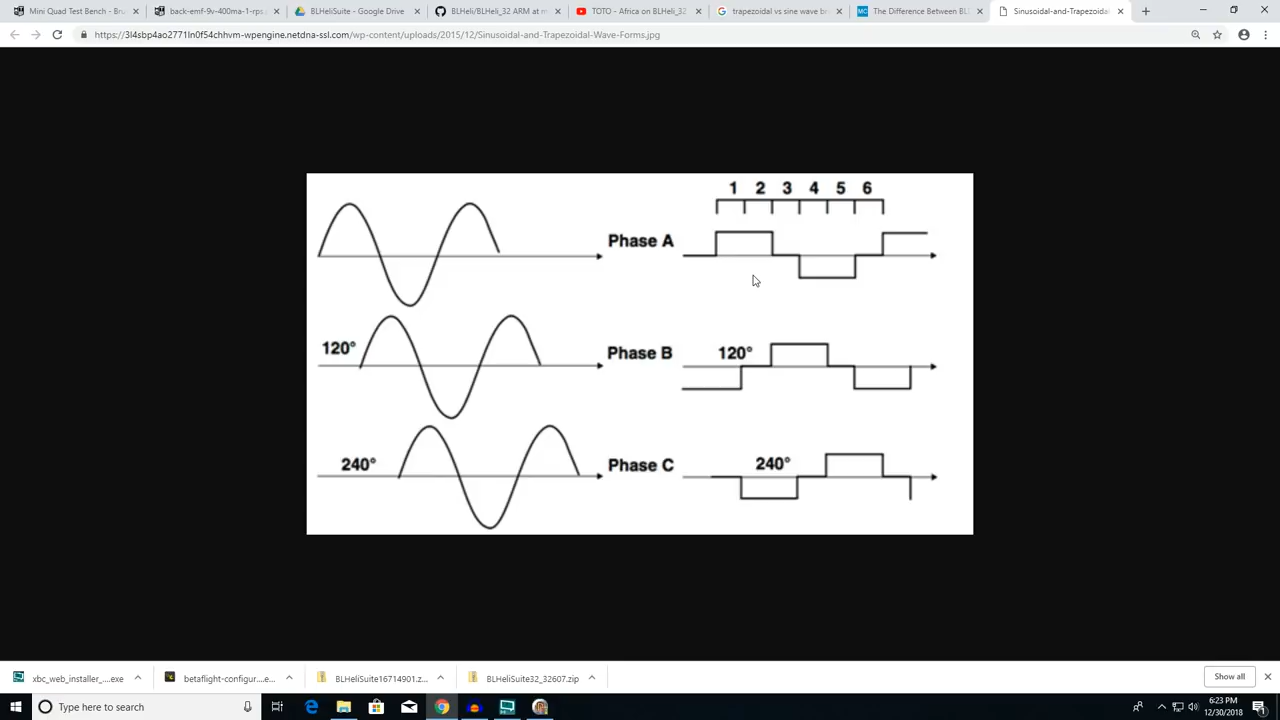 Mini Quad Test Bench - Bru
back-emf-9v-400ma-1-rps.p
BLHeliSuite - Google Drive
BLHeli/BLHeli_32 ARM at m
TOTO - Africa on BLHeli_32
trapezoidal vs sine wave br
The Difference Between BL
Sinusoidal-and-Trapezoidal
https://3l4sbp4ao2771ln0f54chhvm-wpengine.netdna-ssl.com/wp-content/uploads/2015/12/Sinusoidal-and-Trapezoidal-Wave-Forms.jpg
1 2 3 4 5 6
Phase A
120°
Phase B
120°
240°
Phase C
240°
xbc_web_installer_....exe
betaflight-configur....e...
BLHeliSuite16714901.z...
BLHeliSuite32_32607.zip
Show all
Type here to search
6:23 PM
12/30/2018